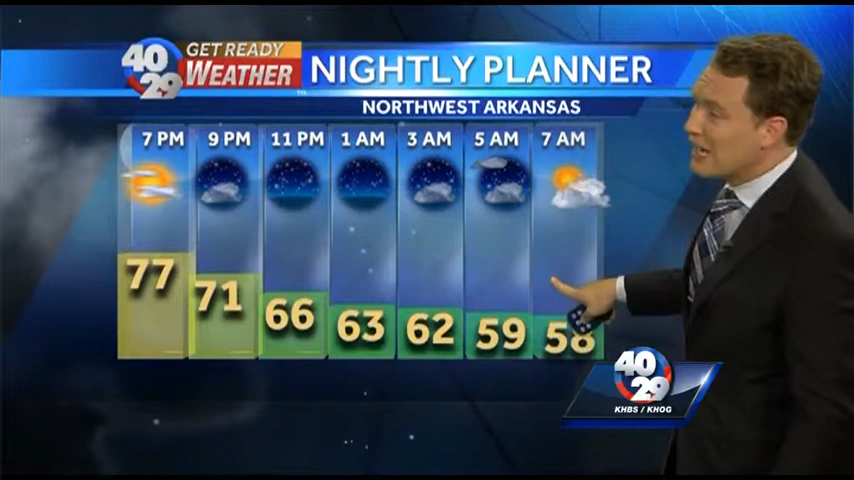 40
29
GET READY
WEATHER
NIGHTLY PLANNER
NORTHWEST ARKANSAS
7 PM 9 PM 11 PM 1 AM 3 AM 5 AM 7 AM
77 71 66 63 62 59 58
40
29
KHBS / KHOG